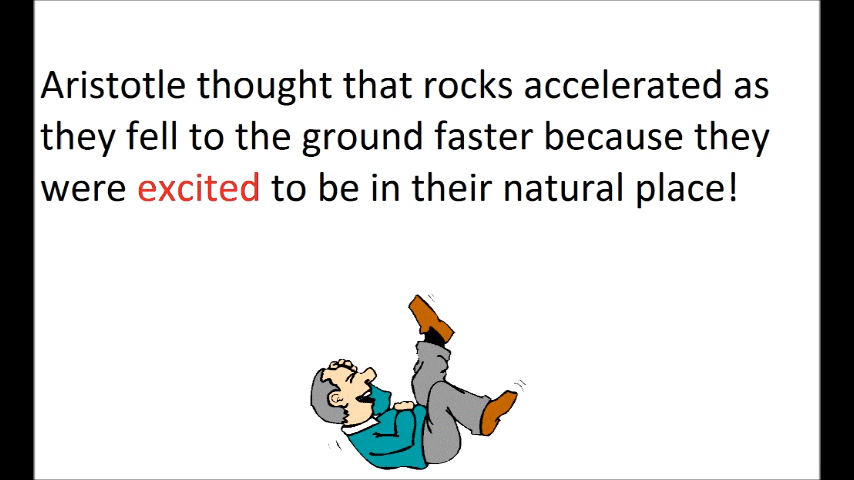 Aristotle thought that rocks accelerated as
they fell to the ground faster because they
were excited to be in their natural place!